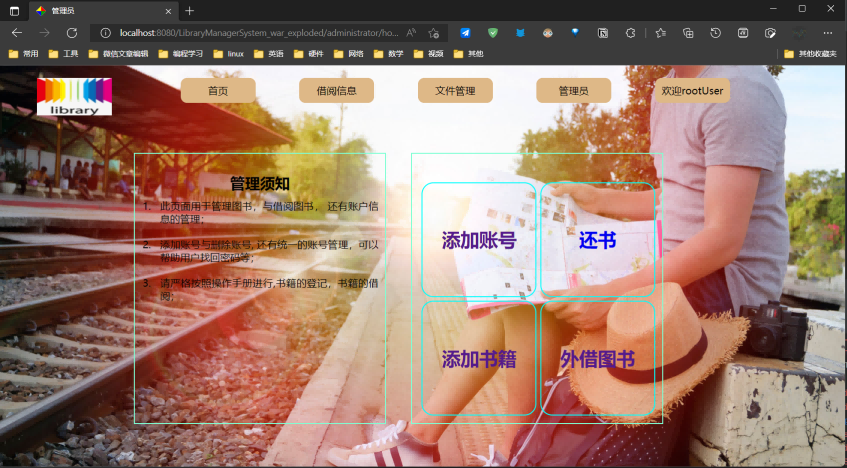 管理员
localhost:8080/LibraryManagerSystem_war_exploded/administrator/ho...
常用 工具 微信文章编辑 编程学习 linux 英语 硬件 网络 数学 视频 其他 其他收藏夹
library
首页 借阅信息 文件管理 管理员 欢迎rootUser
管理须知
1. 此页面用于管理图书，与借阅图书， 还有账户信
息的管理；
2. 添加账号与删除账号, 还有统一的账号管理，可以
帮助用户找回密码等；
3. 请严格按照操作手册进行,书籍的登记，书籍的借
阅；
添加账号 还书
添加书籍 外借图书